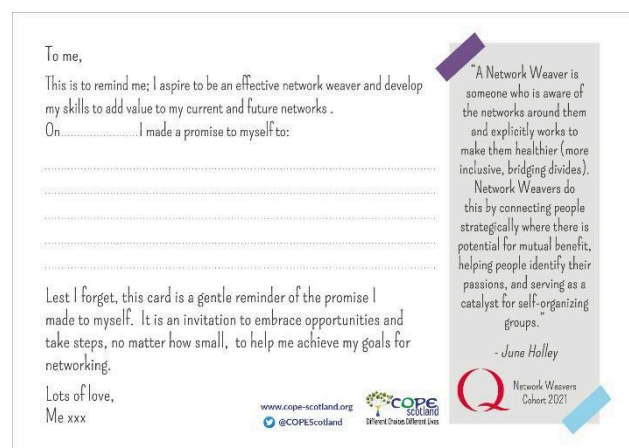 To me,
This is to remind me; I aspire to be an effective network weaver and develop
my skills to add value to my current and future networks .
On........................I made a promise to myself to:
Lest I forget, this card is a gentle reminder of the promise I
made to myself. It is an invitation to embrace opportunities and
take steps, no matter how small, to help me achieve my goals for
networking.
Lots of love,
Me xxx
www.cope-scotland.org
@COPEScotland
COPE
scotland
Different Choices Different Lives
"A Network Weaver is
someone who is aware of
the networks around them
and explicitly works to
make them healthier (more
inclusive, bridging divides).
Network Weavers do
this by connecting people
strategically where there is
potential for mutual benefit,
helping people identify their
passions, and serving as a
catalyst for self-organizing
groups."
- June Holley
Q
Network Weavers
Cohort 2021